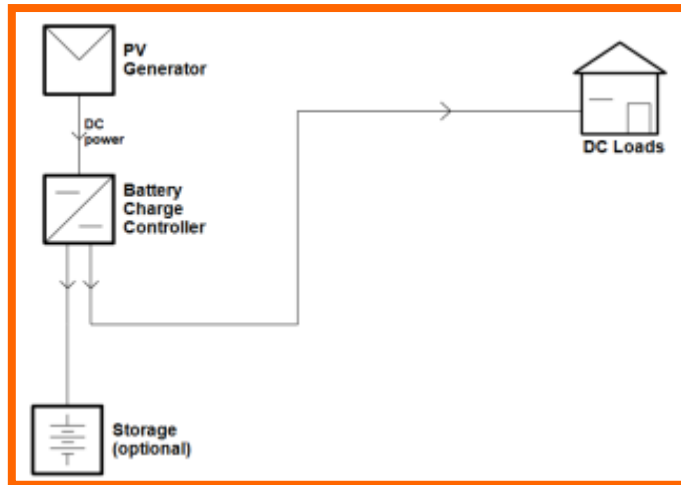 PV
Generator
DC
power
DC Loads
Battery
Charge
Controller
Storage
(optional)